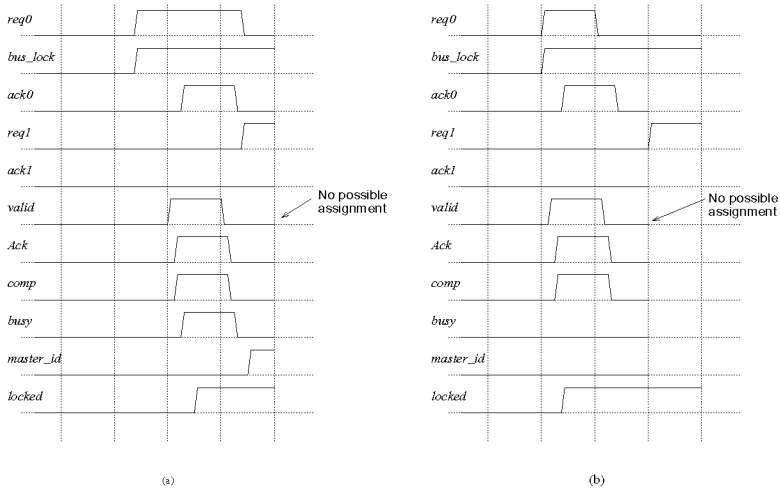 req0
bus_lock
ack0
req1
ack1
valid
Ack
comp
busy
master_id
locked
No possible
assignment
(a)
req0
bus_lock
ack0
req1
ack1
valid
Ack
comp
busy
master_id
locked
No possible
assignment
(b)